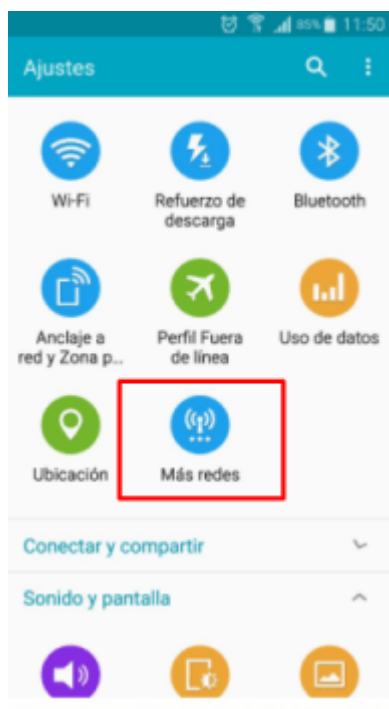 85% 11:50
Ajustes
Wi-Fi
Refuerzo de
descarga
Bluetooth
Anclaje a
red y Zona p...
Perfil Fuera
de línea
Uso de datos
Ubicación
Más redes
Conectar y compartir
Sonido y pantalla